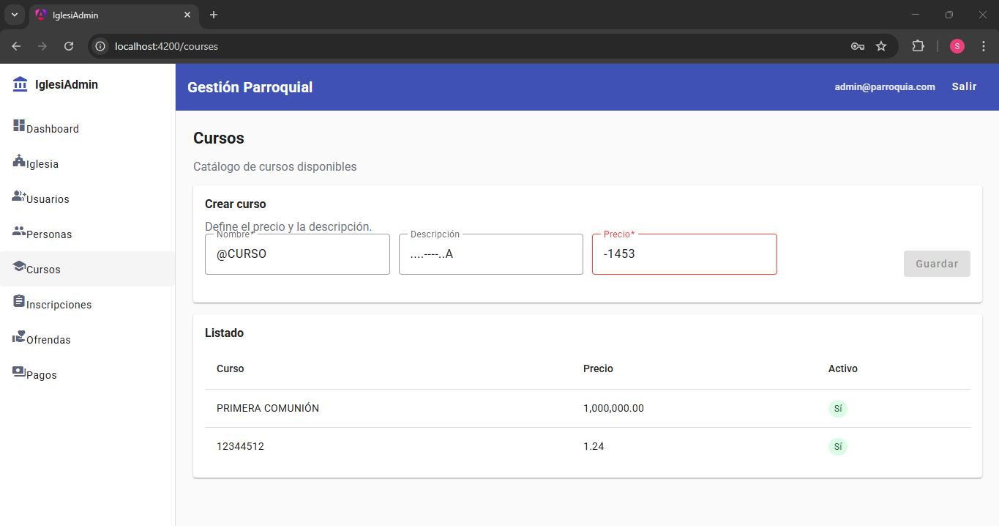 IglesiAdmin
localhost:4200/courses
S
IglesiAdmin
Gestión Parroquial
admin@parroquia.com
Salir
Dashboard
Iglesia
Usuarios
Personas
Cursos
Inscripciones
Ofrendas
Pagos
Cursos
Catálogo de cursos disponibles
Crear curso
Define el precio y la descripción.
Nombre* Descripción Precio*
@CURSO ....----..A -1453
Guardar
Listado
Curso Precio Activo
PRIMERA COMUNIÓN 1,000,000.00 Sí
12344512 1.24 Sí